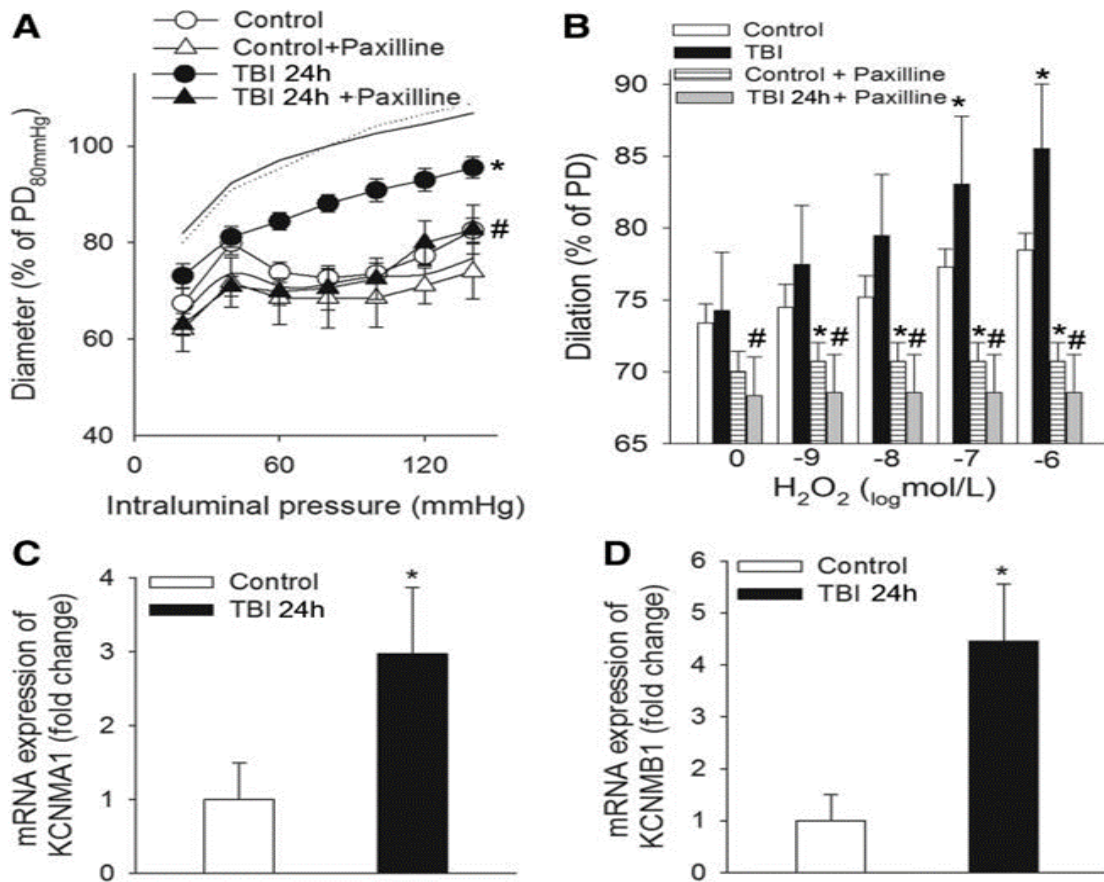 A
Control
Control+Paxilline
TBI 24h
TBI 24h +Paxilline
Diameter (% of PD80mmHg)
100
80
60
40
*
#
0
60
120
Intraluminal pressure (mmHg)
B
Control
TBI
Control + Paxilline
TBI 24h+ Paxilline
Dilation (% of PD)
90
85
80
75
70
65
* *
# *# *# *# *#
0 -9 -8 -7 -6
H2O2 (logmol/L)
C
Control
TBI 24h
mRNA expression of
KCNMA1 (fold change)
4
3
2
1
0
*
D
Control
TBI 24h
mRNA expression of
KCNMB1 (fold change)
6
5
4
3
2
1
0
*